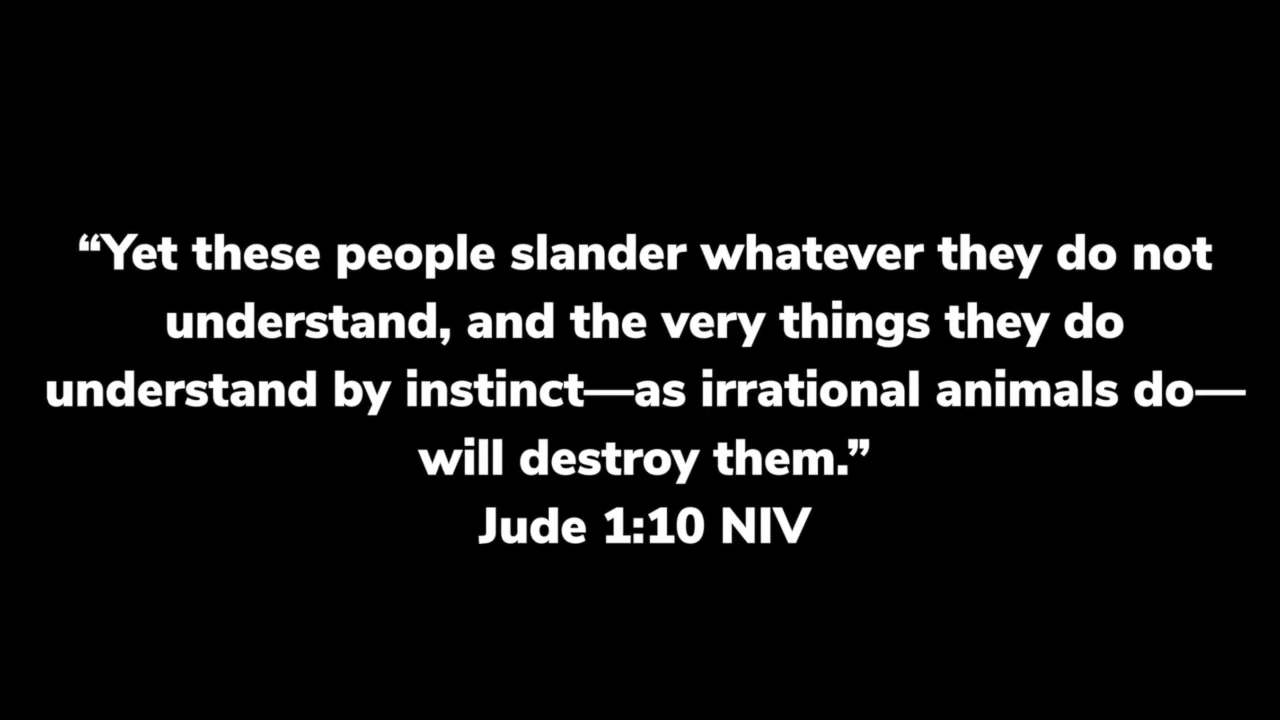 “Yet these people slander whatever they do not
understand, and the very things they do
understand by instinct—as irrational animals do—
will destroy them.”
Jude 1:10 NIV